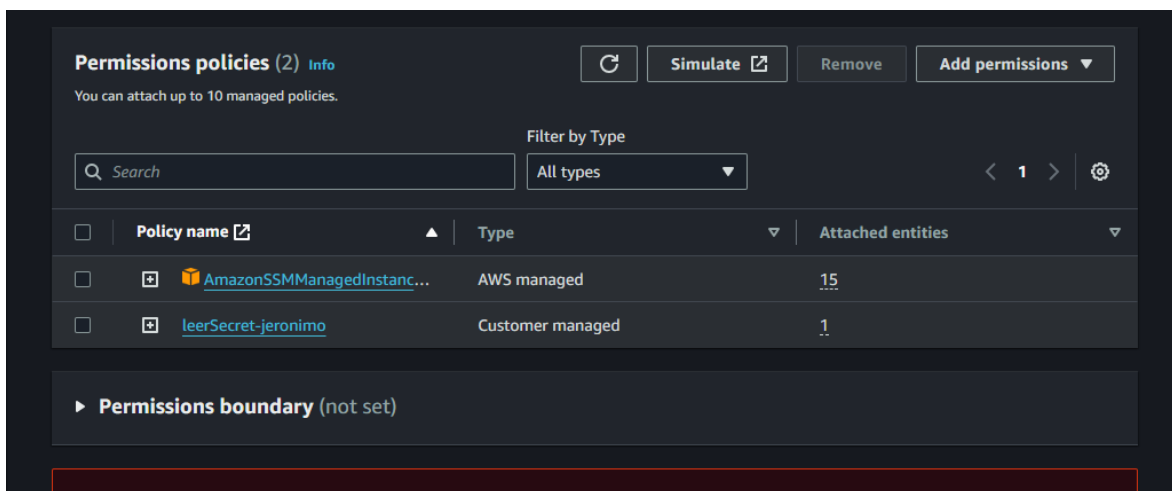 Permissions policies (2) Info
Simulate
Remove
Add permissions
You can attach up to 10 managed policies.
Filter by Type
Search
All types
1
Policy name
Type
Attached entities
AmazonSSMManagedInstanc...
AWS managed
15
leerSecret-jeronimo
Customer managed
1
Permissions boundary (not set)